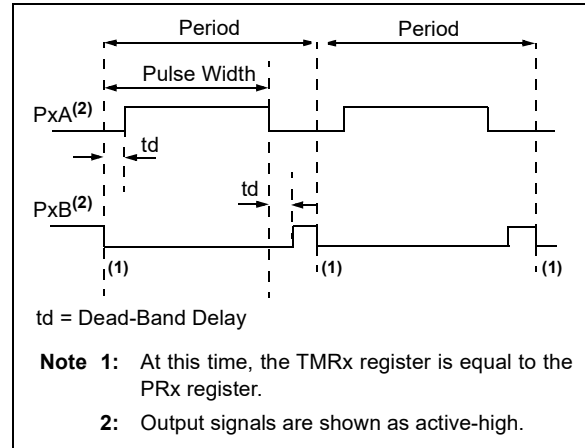 Period
Period
Pulse Width
PxA(2)
td
td
PxB(2)
(1)
(1)
(1)
td = Dead-Band Delay
Note 1: At this time, the TMRx register is equal to the
PRx register.
2: Output signals are shown as active-high.